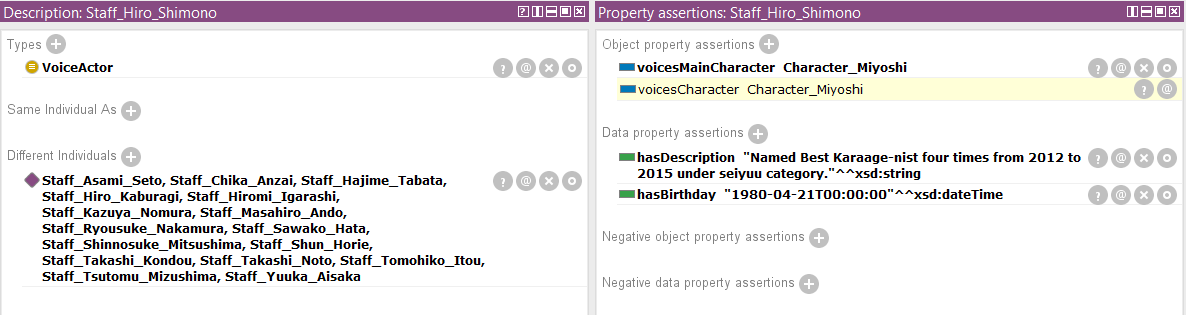 Description: Staff_Hiro_Shimono
Types
VoiceActor
Same Individual As
Different Individuals
Staff_Asami_Seto, Staff_Chika_Anzai, Staff_Hajime_Tabata,
Staff_Hiro_Kaburagi, Staff_Hiromi_Igarashi,
Staff_Kazuya_Nomura, Staff_Masahiro_Ando,
Staff_Ryousuke_Nakamura, Staff_Sawako_Hata,
Staff_Shinnosuke_Mitsushima, Staff_Shun_Horie,
Staff_Takashi_Kondou, Staff_Takashi_Noto, Staff_Tomohiko_Itou,
Staff_Tsutomu_Mizushima, Staff_Yuuka_Aisaka
Property assertions: Staff_Hiro_Shimono
Object property assertions
voicesMainCharacter Character_Miyoshi
voicesCharacter Character_Miyoshi
Data property assertions
hasDescription "Named Best Karaage-nist four times from 2012 to
2015 under seiyuu category."^^xsd:string
hasBirthday "1980-04-21T00:00:00"^^xsd:dateTime
Negative object property assertions
Negative data property assertions